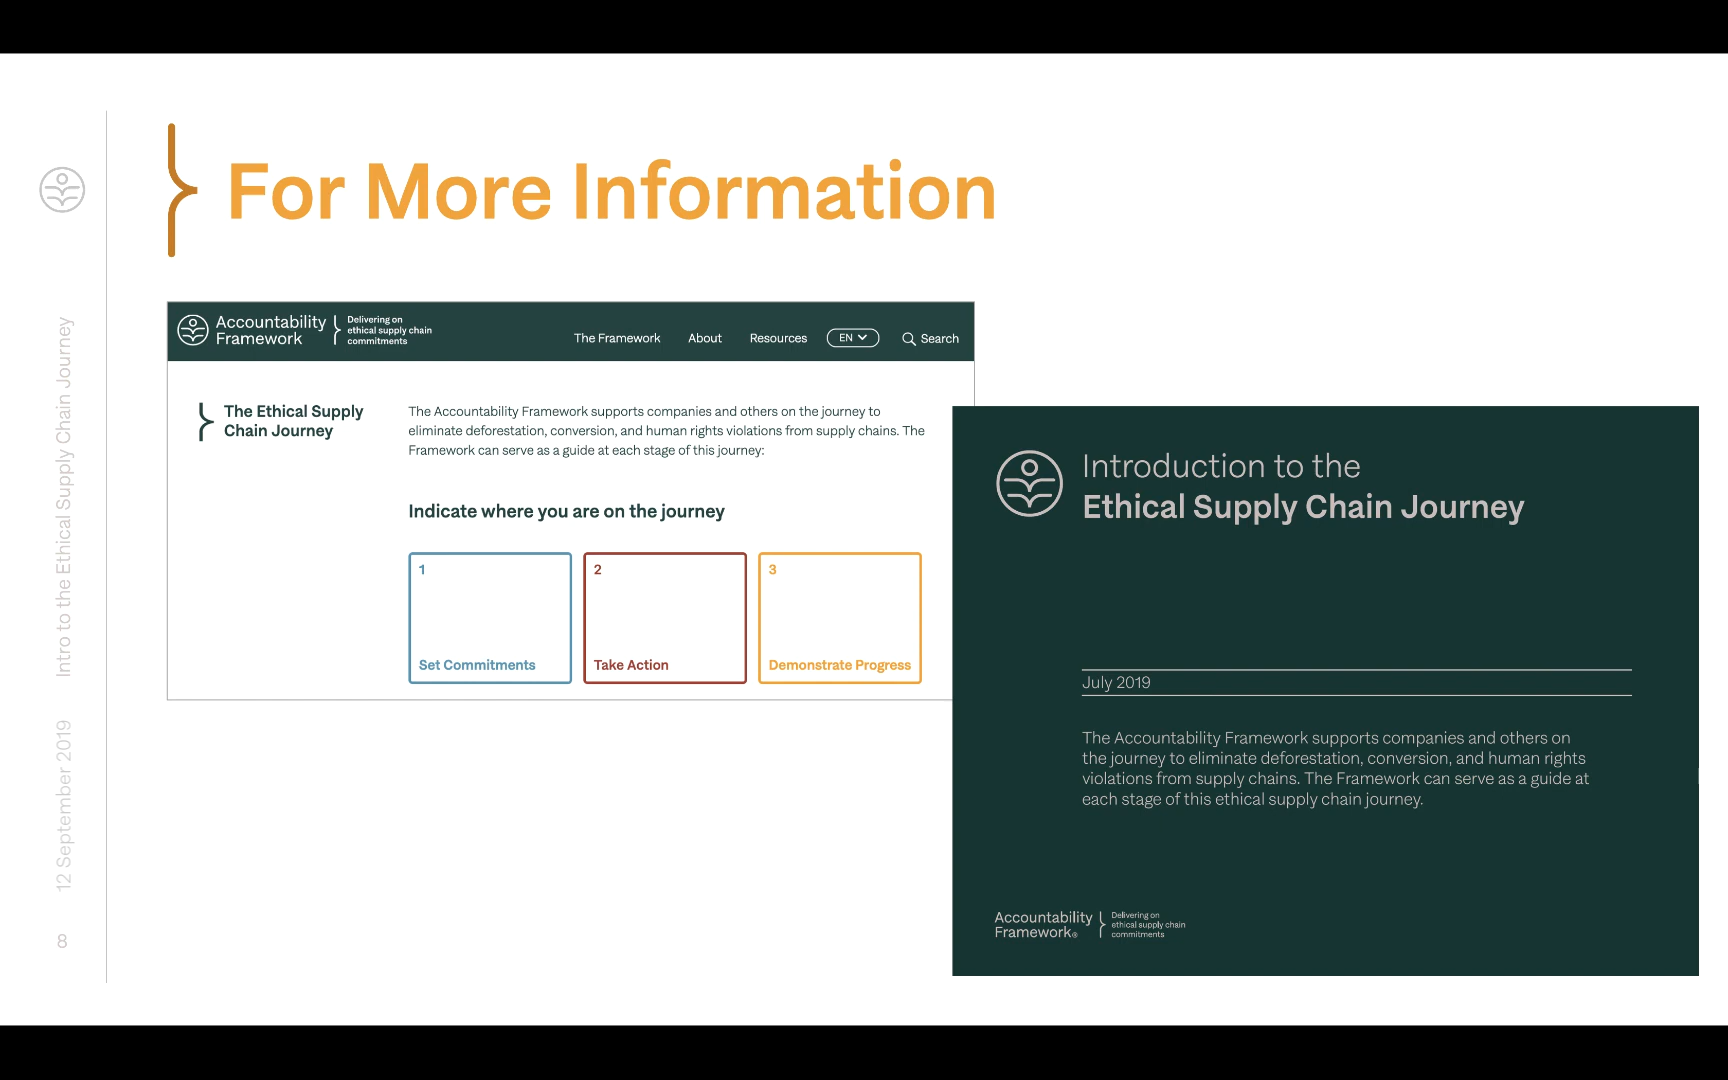 For More Information
Intro to the Ethical Supply Chain Journey
12 September 2019
8
Accountability
Framework
Delivering on
ethical supply chain
commitments
The Framework
About
Resources
EN
Search
The Ethical Supply
Chain Journey
The Accountability Framework supports companies and others on the journey to
eliminate deforestation, conversion, and human rights violations from supply chains. The
Framework can serve as a guide at each stage of this journey:
Indicate where you are on the journey
1
Set Commitments
2
Take Action
3
Demonstrate Progress
Introduction to the
Ethical Supply Chain Journey
July 2019
The Accountability Framework supports companies and others on
the journey to eliminate deforestation, conversion, and human rights
violations from supply chains. The Framework can serve as a guide at
each stage of this ethical supply chain journey.
Accountability
Framework®
Delivering on
ethical supply chain
commitments